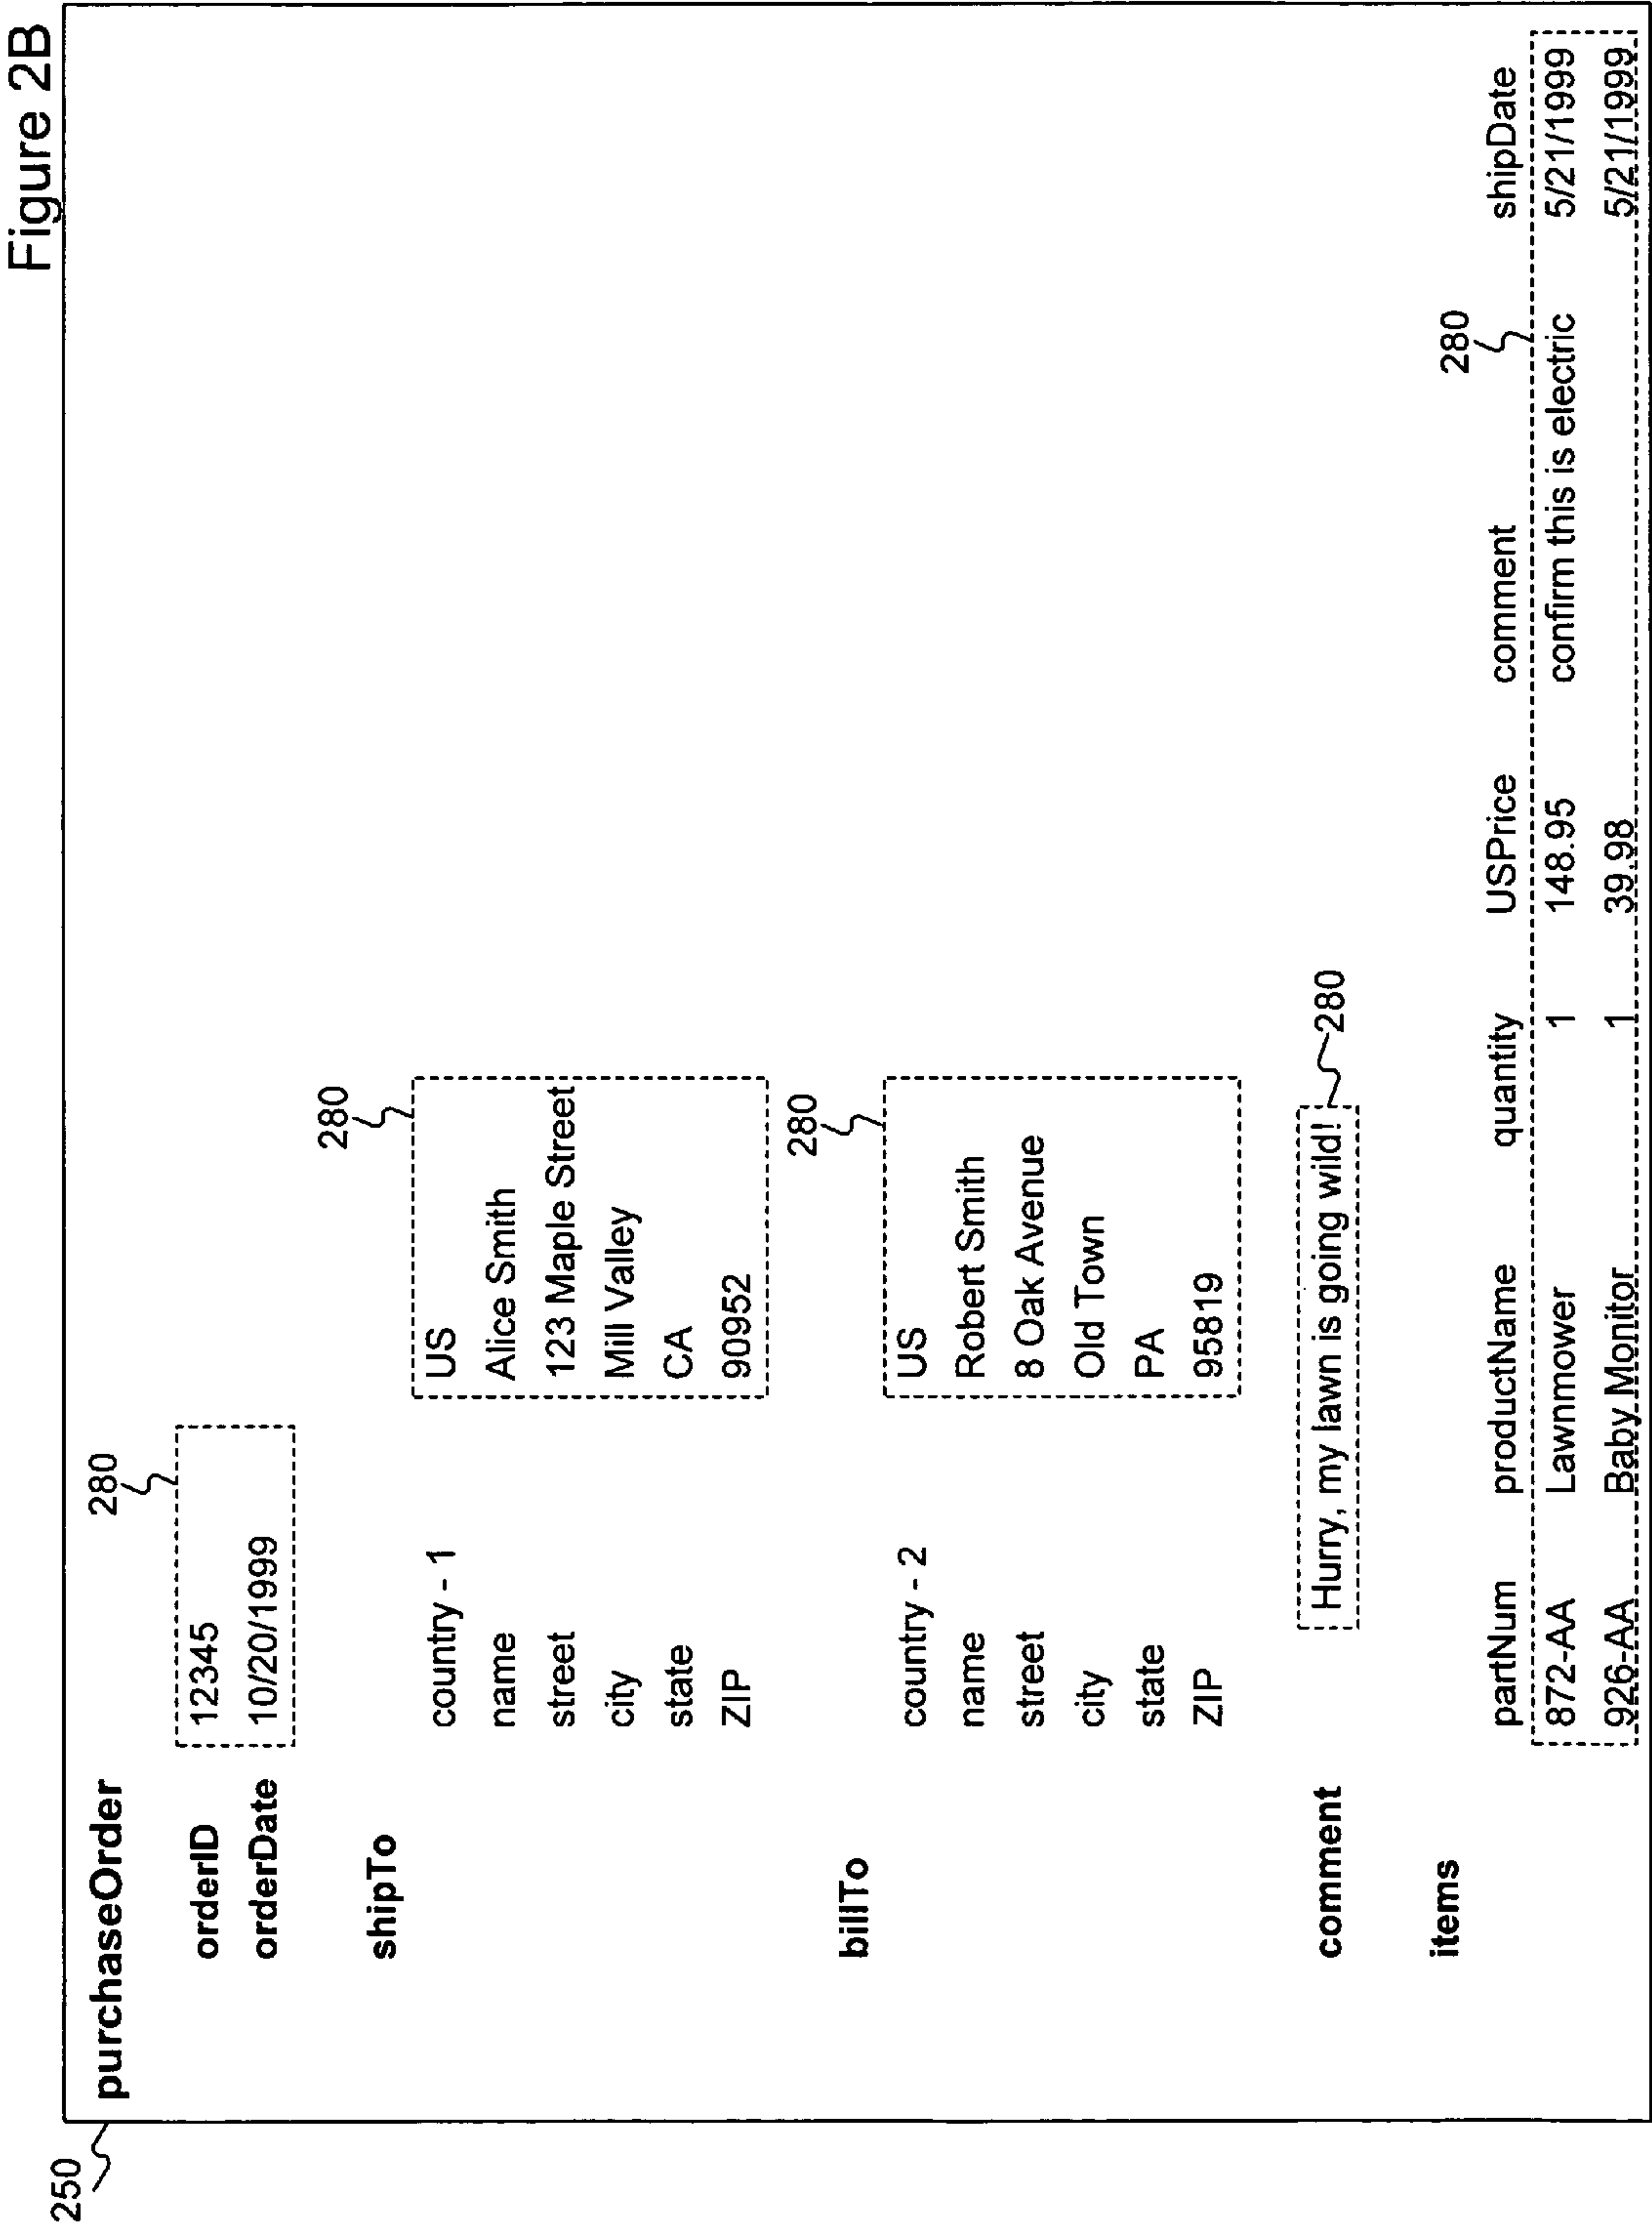 Figure 2B
250
purchaseOrder
280
orderID 12345
orderDate 10/20/1999
shipTo
280
country - 1 US
name Alice Smith
street 123 Maple Street
city Mill Valley
state CA
ZIP 90952
billTo
280
country - 2 US
name Robert Smith
street 8 Oak Avenue
city Old Town
state PA
ZIP 95819
comment Hurry, my lawn is going wild! 280
items
280
partNum productName quantity USPrice comment shipDate
872-AA Lawnmower 1 148.95 confirm this is electric 5/21/1999
926-AA Baby Monitor 1 39.98 5/21/1999